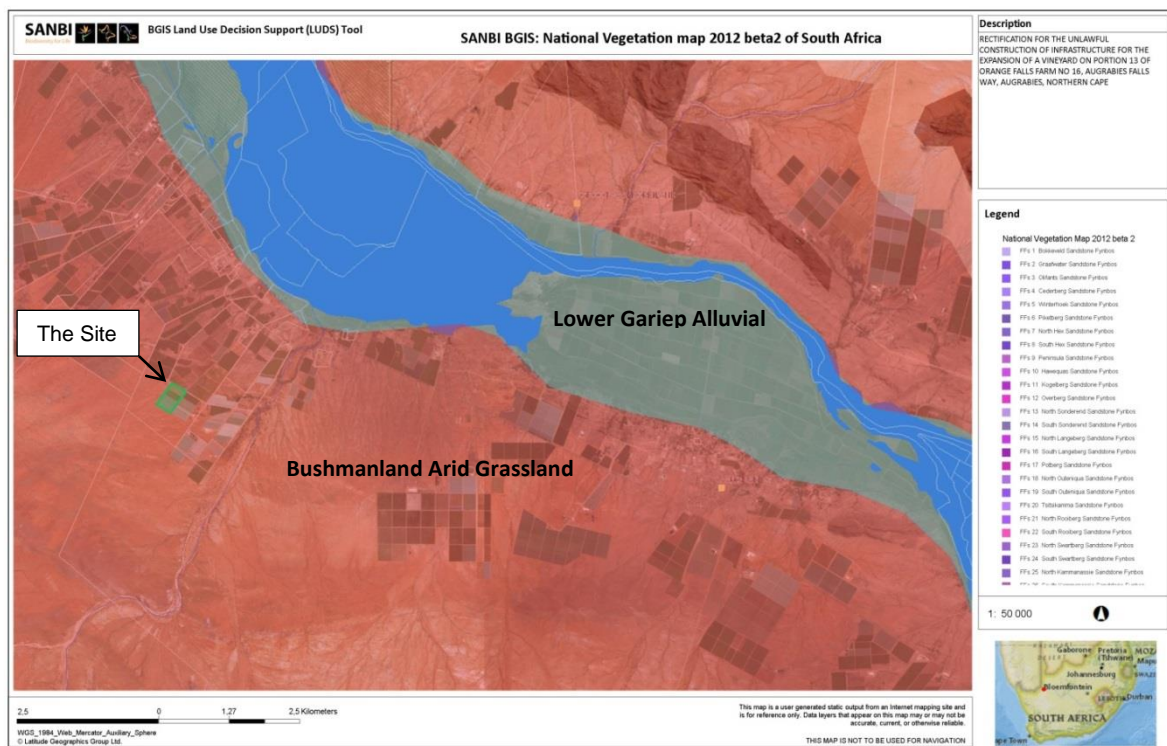 SANBI
Biodiversity for Life
BGIS Land Use Decision Support (LUDS) Tool
SANBI BGIS: National Vegetation map 2012 beta2 of South Africa
Description
RECTIFICATION FOR THE UNLAWFUL
CONSTRUCTION OF INFRASTRUCTURE FOR THE
EXPANSION OF A VINEYARD ON PORTION 13 OF
ORANGE FALLS FARM NO 16, AUGRABIES FALLS
WAY, AUGRABIES, NORTHERN CAPE
The Site
Lower Gariep Alluvial
Bushmanland Arid Grassland
Legend
National Vegetation Map 2012 beta 2
FFs 1 Bokkeveld Sandstone Fynbos
FFs 2 Graafwater Sandstone Fynbos
FFs 3 Olifants Sandstone Fynbos
FFs 4 Cederberg Sandstone Fynbos
FFs 5 Winterhoek Sandstone Fynbos
FFs 6 Piketberg Sandstone Fynbos
FFs 7 North Hex Sandstone Fynbos
FFs 8 South Hex Sandstone Fynbos
FFs 9 Peninsula Sandstone Fynbos
FFs 10 Hawequas Sandstone Fynbos
FFs 11 Kogelberg Sandstone Fynbos
FFs 12 Overberg Sandstone Fynbos
FFs 13 North Sonderend Sandstone Fynbos
FFs 14 South Sonderend Sandstone Fynbos
FFs 15 North Langeberg Sandstone Fynbos
FFs 16 South Langeberg Sandstone Fynbos
FFs 17 Potberg Sandstone Fynbos
FFs 18 North Outeniqua Sandstone Fynbos
FFs 19 South Outeniqua Sandstone Fynbos
FFs 20 Tsitsikamma Sandstone Fynbos
FFs 21 North Rooiberg Sandstone Fynbos
FFs 22 South Rooiberg Sandstone Fynbos
FFs 23 North Swartberg Sandstone Fynbos
FFs 24 South Swartberg Sandstone Fynbos
FFs 25 North Kammanassie Sandstone Fynbos
1: 50 000
Gaborone Pretoria MOZA
(Tshwane) Mapu
Johannesburg SWAZI
Bloemfontein
LESOTHO Durban
SOUTH AFRICA
ape Town
2,5 0 1,27 2,5 Kilometers
WGS_1984_Web_Mercator_Auxiliary_Sphere
© Latitude Geographics Group Ltd.
This map is a user generated static output from an Internet mapping site and
is for reference only. Data layers that appear on this map may or may not be
accurate, current, or otherwise reliable.
THIS MAP IS NOT TO BE USED FOR NAVIGATION